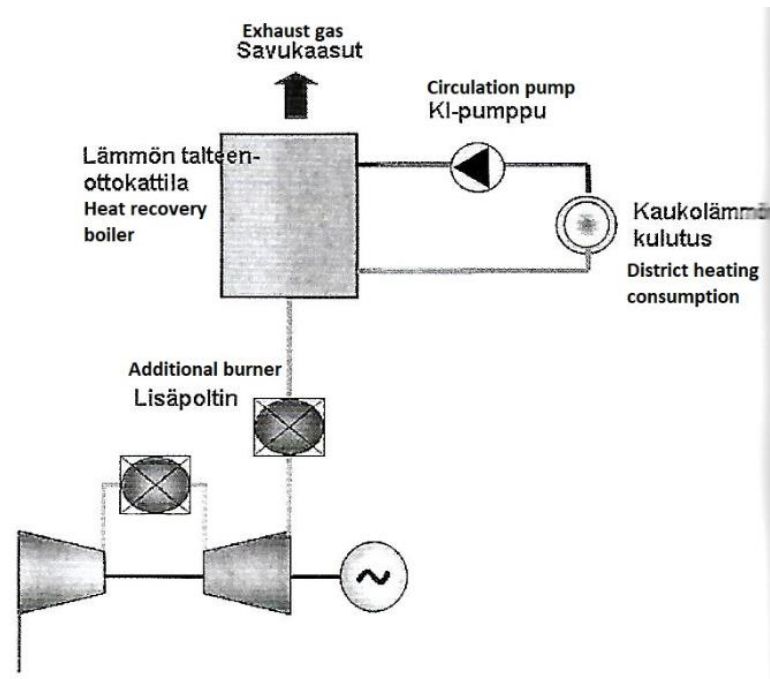 Exhaust gas
Savukaasut
Circulation pump
Kl-pumppu
Lämmön talteen-
ottokattila
Heat recovery
boiler
Kaukolämmön
kulutus
District heating
consumption
Additional burner
Lisäpoltin